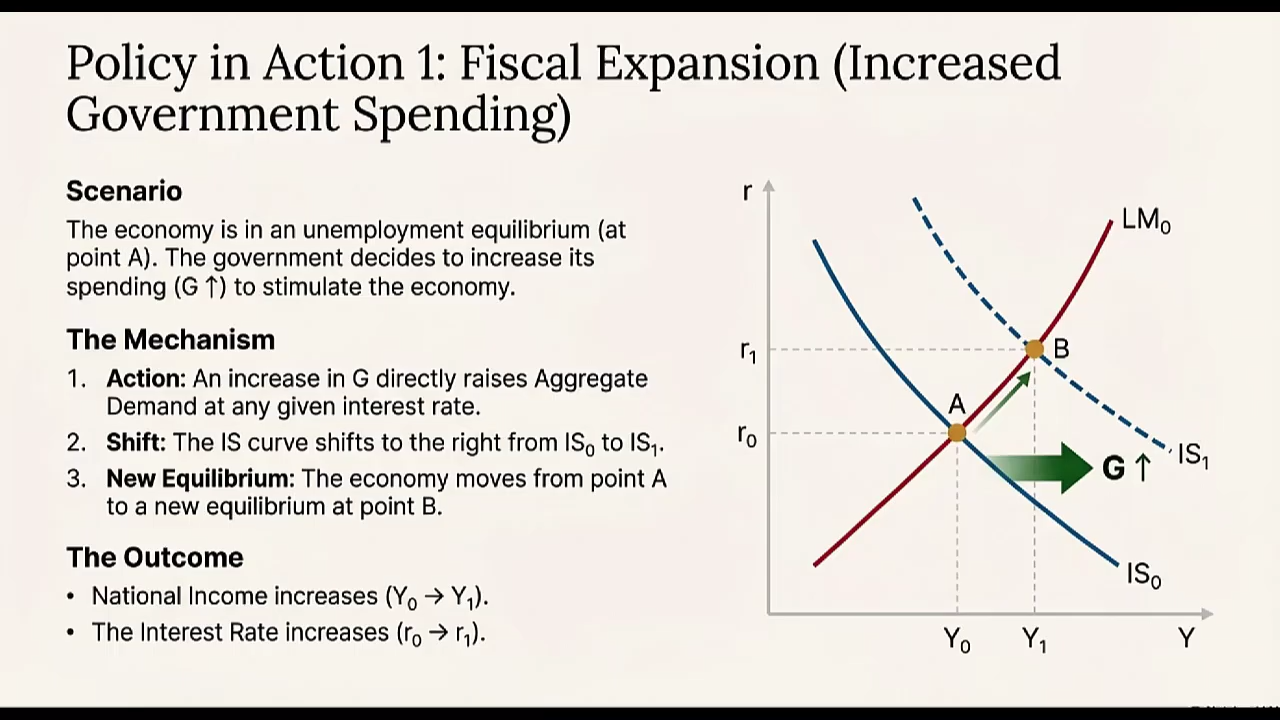 Policy in Action 1: Fiscal Expansion (Increased
Government Spending)
Scenario
The economy is in an unemployment equilibrium (at
point A). The government decides to increase its
spending (G ↑) to stimulate the economy.
The Mechanism
1. Action: An increase in G directly raises Aggregate
Demand at any given interest rate.
2. Shift: The IS curve shifts to the right from IS₀ to IS₁.
3. New Equilibrium: The economy moves from point A
to a new equilibrium at point B.
The Outcome
• National Income increases (Y₀ → Y₁).
• The Interest Rate increases (r₀ → r₁).
r
LM₀
r₁
B
A
r₀
IS₁
G ↑
IS₀
Y₀
Y₁
Y